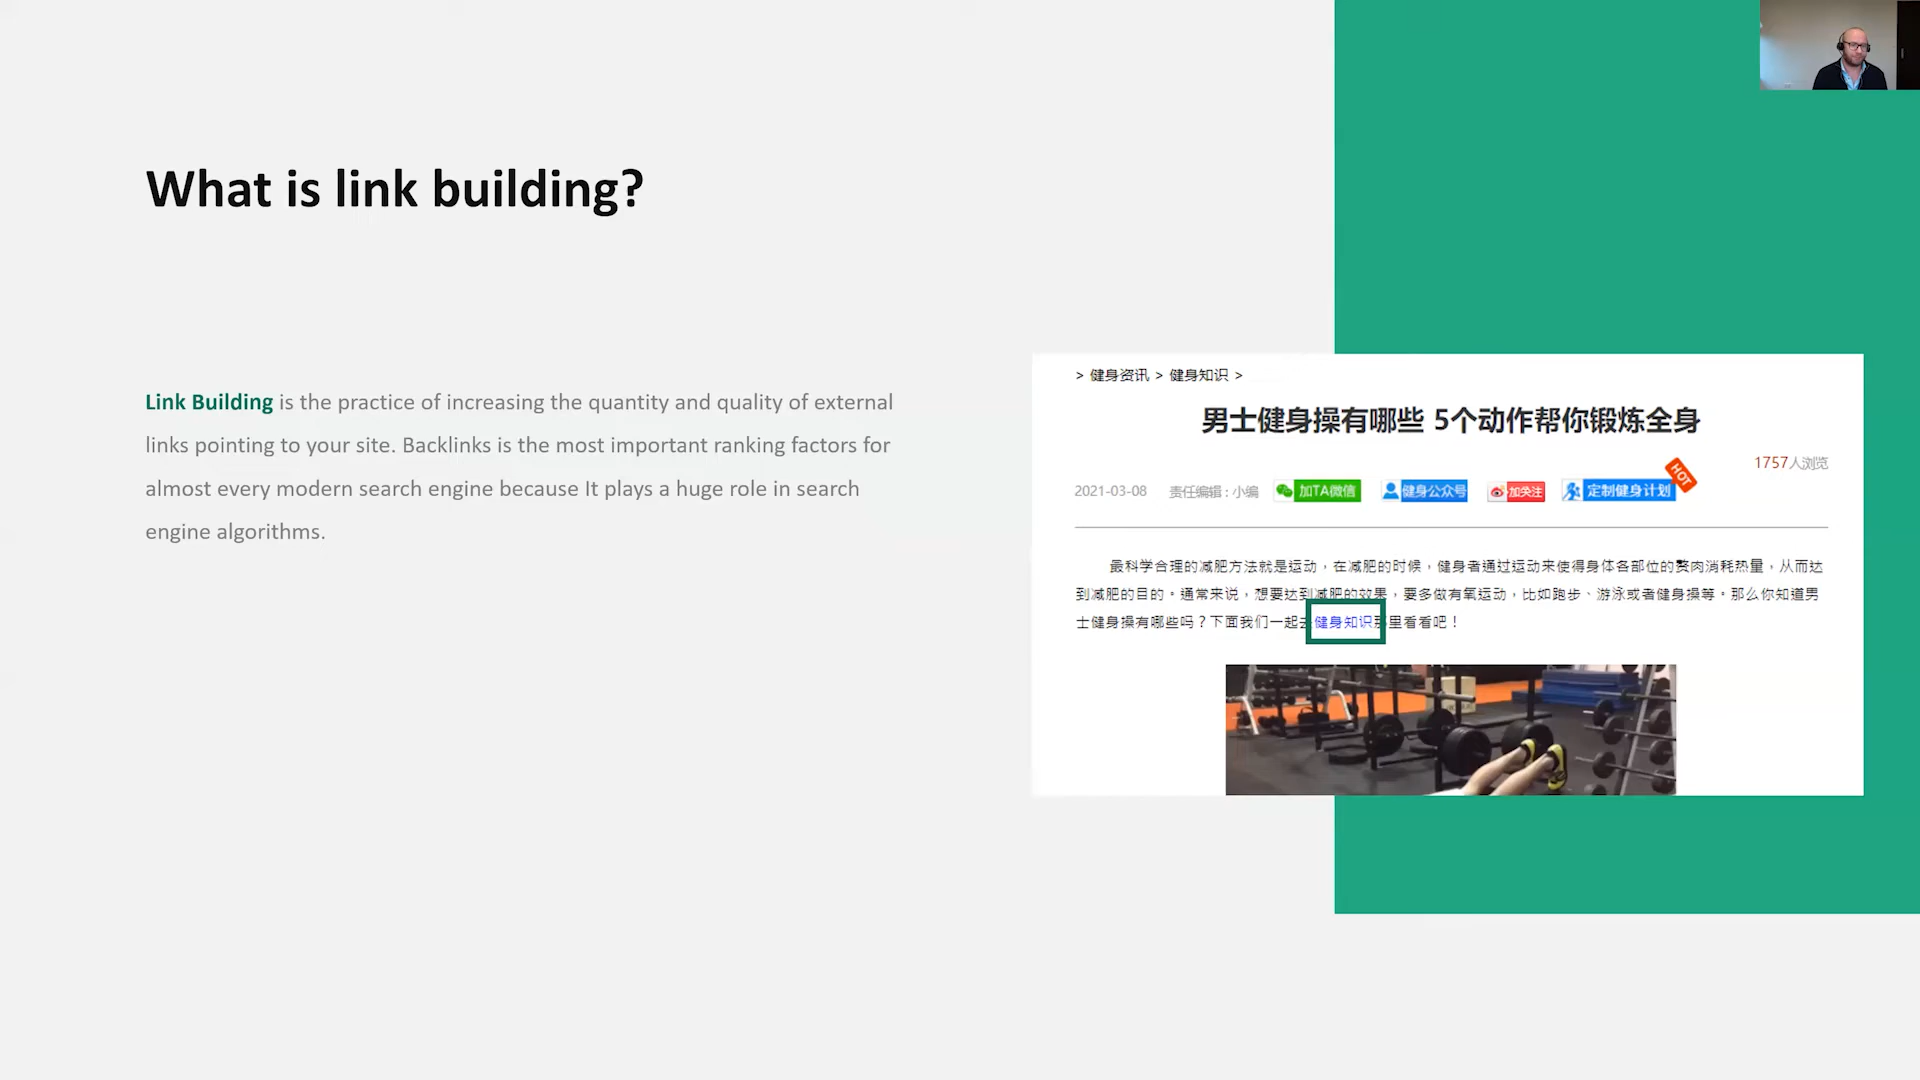 What is link building?
Link Building is the practice of increasing the quantity and quality of external
links pointing to your site. Backlinks is the most important ranking factors for
almost every modern search engine because It plays a huge role in search
engine algorithms.
> 健身资讯 > 健身知识 >
男士健身操有哪些 5个动作帮你锻炼全身
1757人浏览
2021-03-08 责任编辑：小编 加TA微信 健身公众号 加关注 定制健身计划 HOT
最科学合理的减肥方法就是运动，在减肥的时候，健身者通过运动来使得身体各部位的赘肉消耗热量，从而达
到减肥的目的。通常来说，想要达到减肥的效果，要多做有氧运动，比如跑步、游泳或者健身操等。那么你知道男
士健身操有哪些吗？下面我们一起去健身知识那里看看吧！